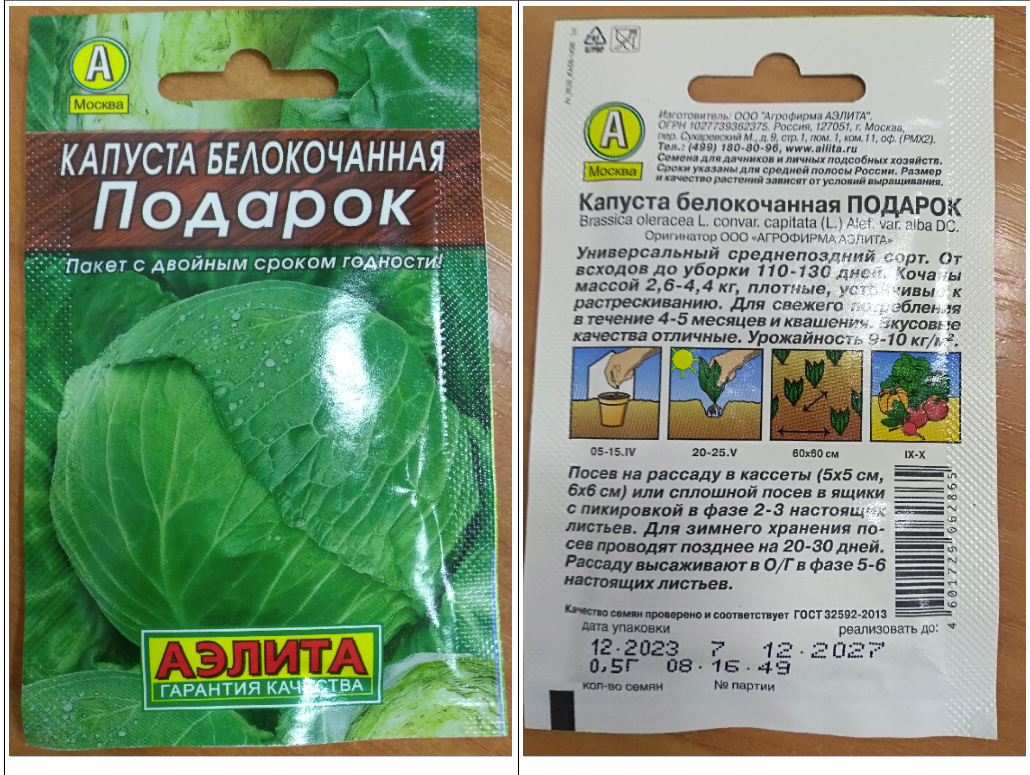 А
Москва
КАПУСТА БЕЛОКОЧАННАЯ
Подарок
Пакет с двойным сроком годности!
АЭЛИТА
ГАРАНТИЯ КАЧЕСТВА
А
Москва
Изготовитель: ООО "Агрофирма АЭЛИТА".
ОГРН 1027739362375. Россия, 127051, г. Москва,
пер. Сухаревский М., д. 9, стр.1, пом. 1, ком. 11, оф. (РМХ2).
Тел.: (499) 180-80-96, www.ailita.ru
Семена для дачников и личных подсобных хозяйств.
Сроки указаны для средней полосы России. Размер
и качество растений зависят от условий выращивания.
Капуста белокочанная ПОДАРОК
Brassica oleracea L. convar. capitata (L.) Alef. var. alba DC.
Оригинатор ООО «АГРОФИРМА АЭЛИТА»
Универсальный среднепоздний сорт. От
всходов до уборки 110-130 дней. Кочаны
массой 2,6-4,4 кг, плотные, устойчивые к
растрескиванию. Для свежего потребления
в течение 4-5 месяцев и квашения. Вкусовые
качества отличные. Урожайность 9-10 кг/м².
05-15.IV 20-25.V 60х60 см IX-X
Посев на рассаду в кассеты (5х5 см,
6х6 см) или сплошной посев в ящики
с пикировкой в фазе 2-3 настоящих
листьев. Для зимнего хранения по-
сев проводят позднее на 20-30 дней.
Рассаду высаживают в О/Г в фазе 5-6
настоящих листьев.
4 601729 062865
Качество семян проверено и соответствует ГОСТ 32592-2013
дата упаковки реализовать до:
12.2023 7 12.2027
0.5Г 08.16.49
кол-во семян № партии